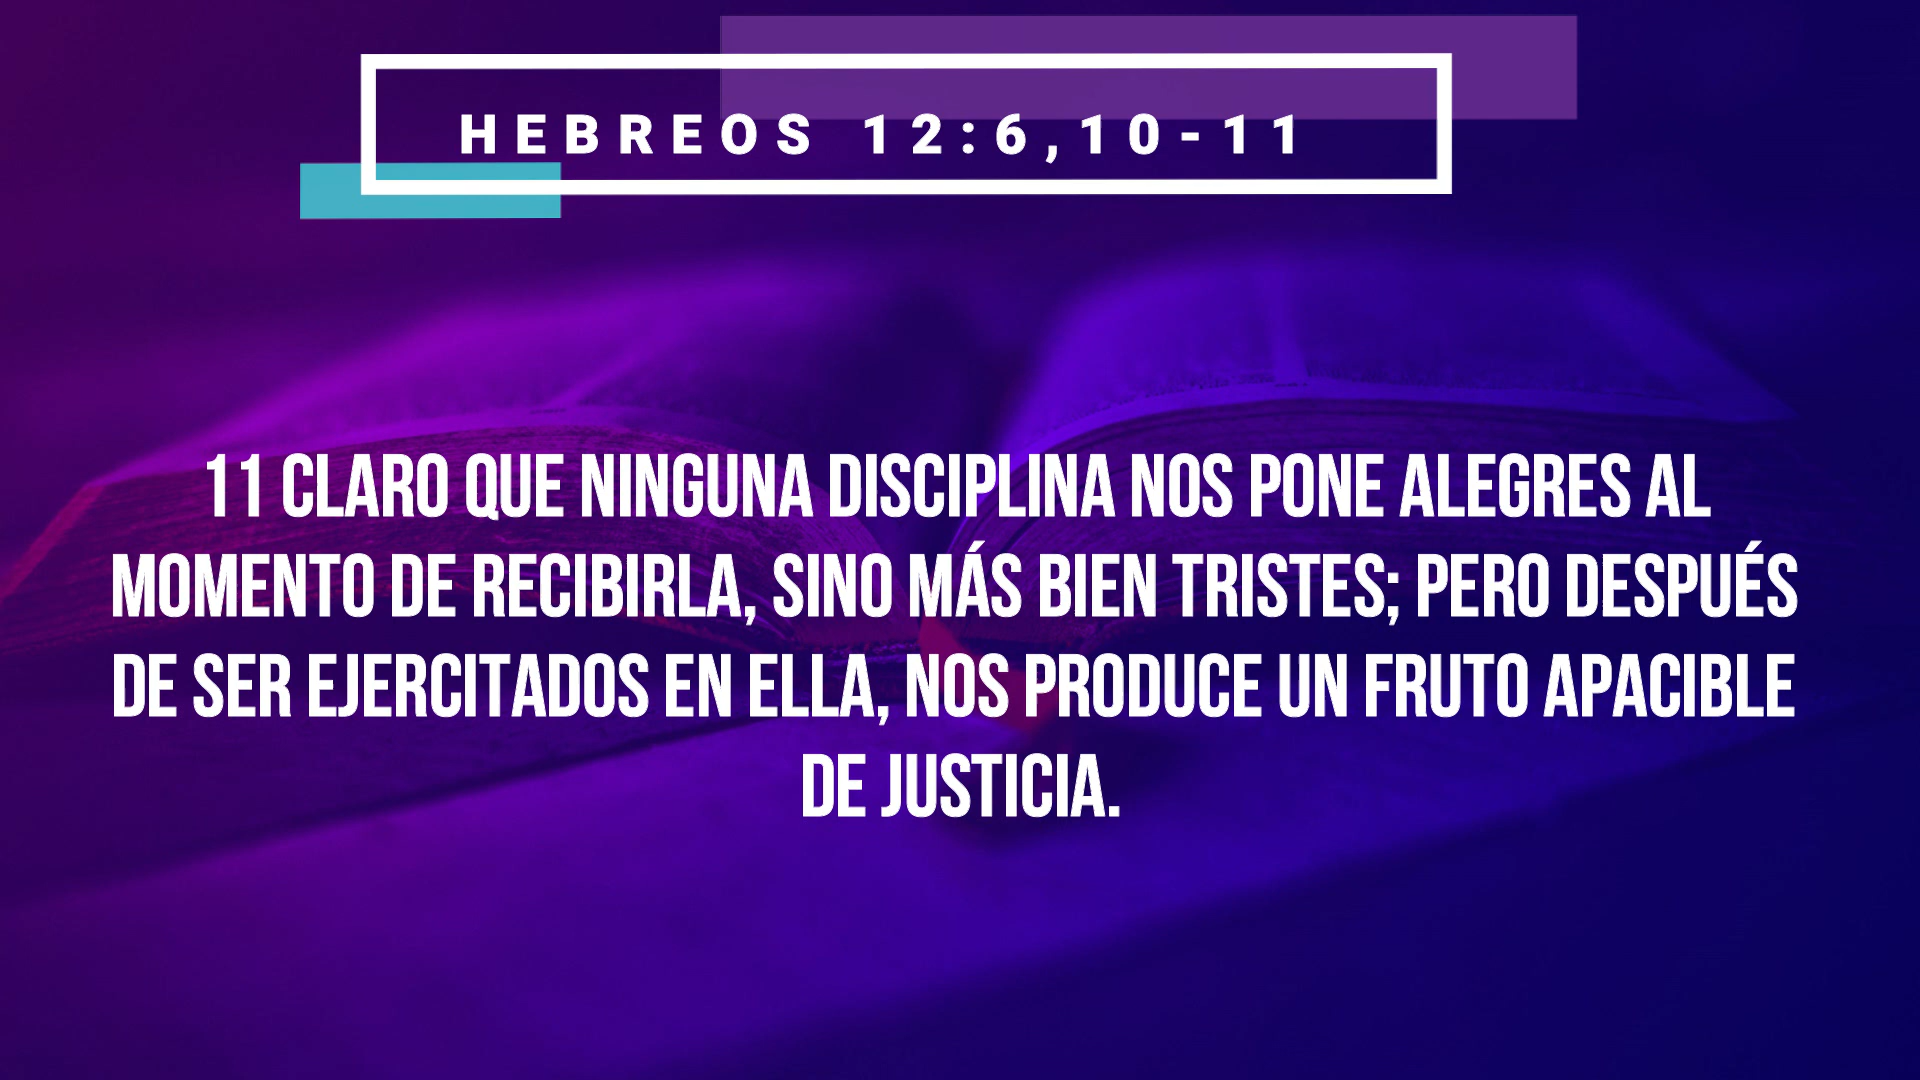 HEBREOS 12:6,10-11
11 CLARO QUE NINGUNA DISCIPLINA NOS PONE ALEGRES AL
MOMENTO DE RECIBIRLA, SINO MÁS BIEN TRISTES; PERO DESPUÉS
DE SER EJERCITADOS EN ELLA, NOS PRODUCE UN FRUTO APACIBLE
DE JUSTICIA.